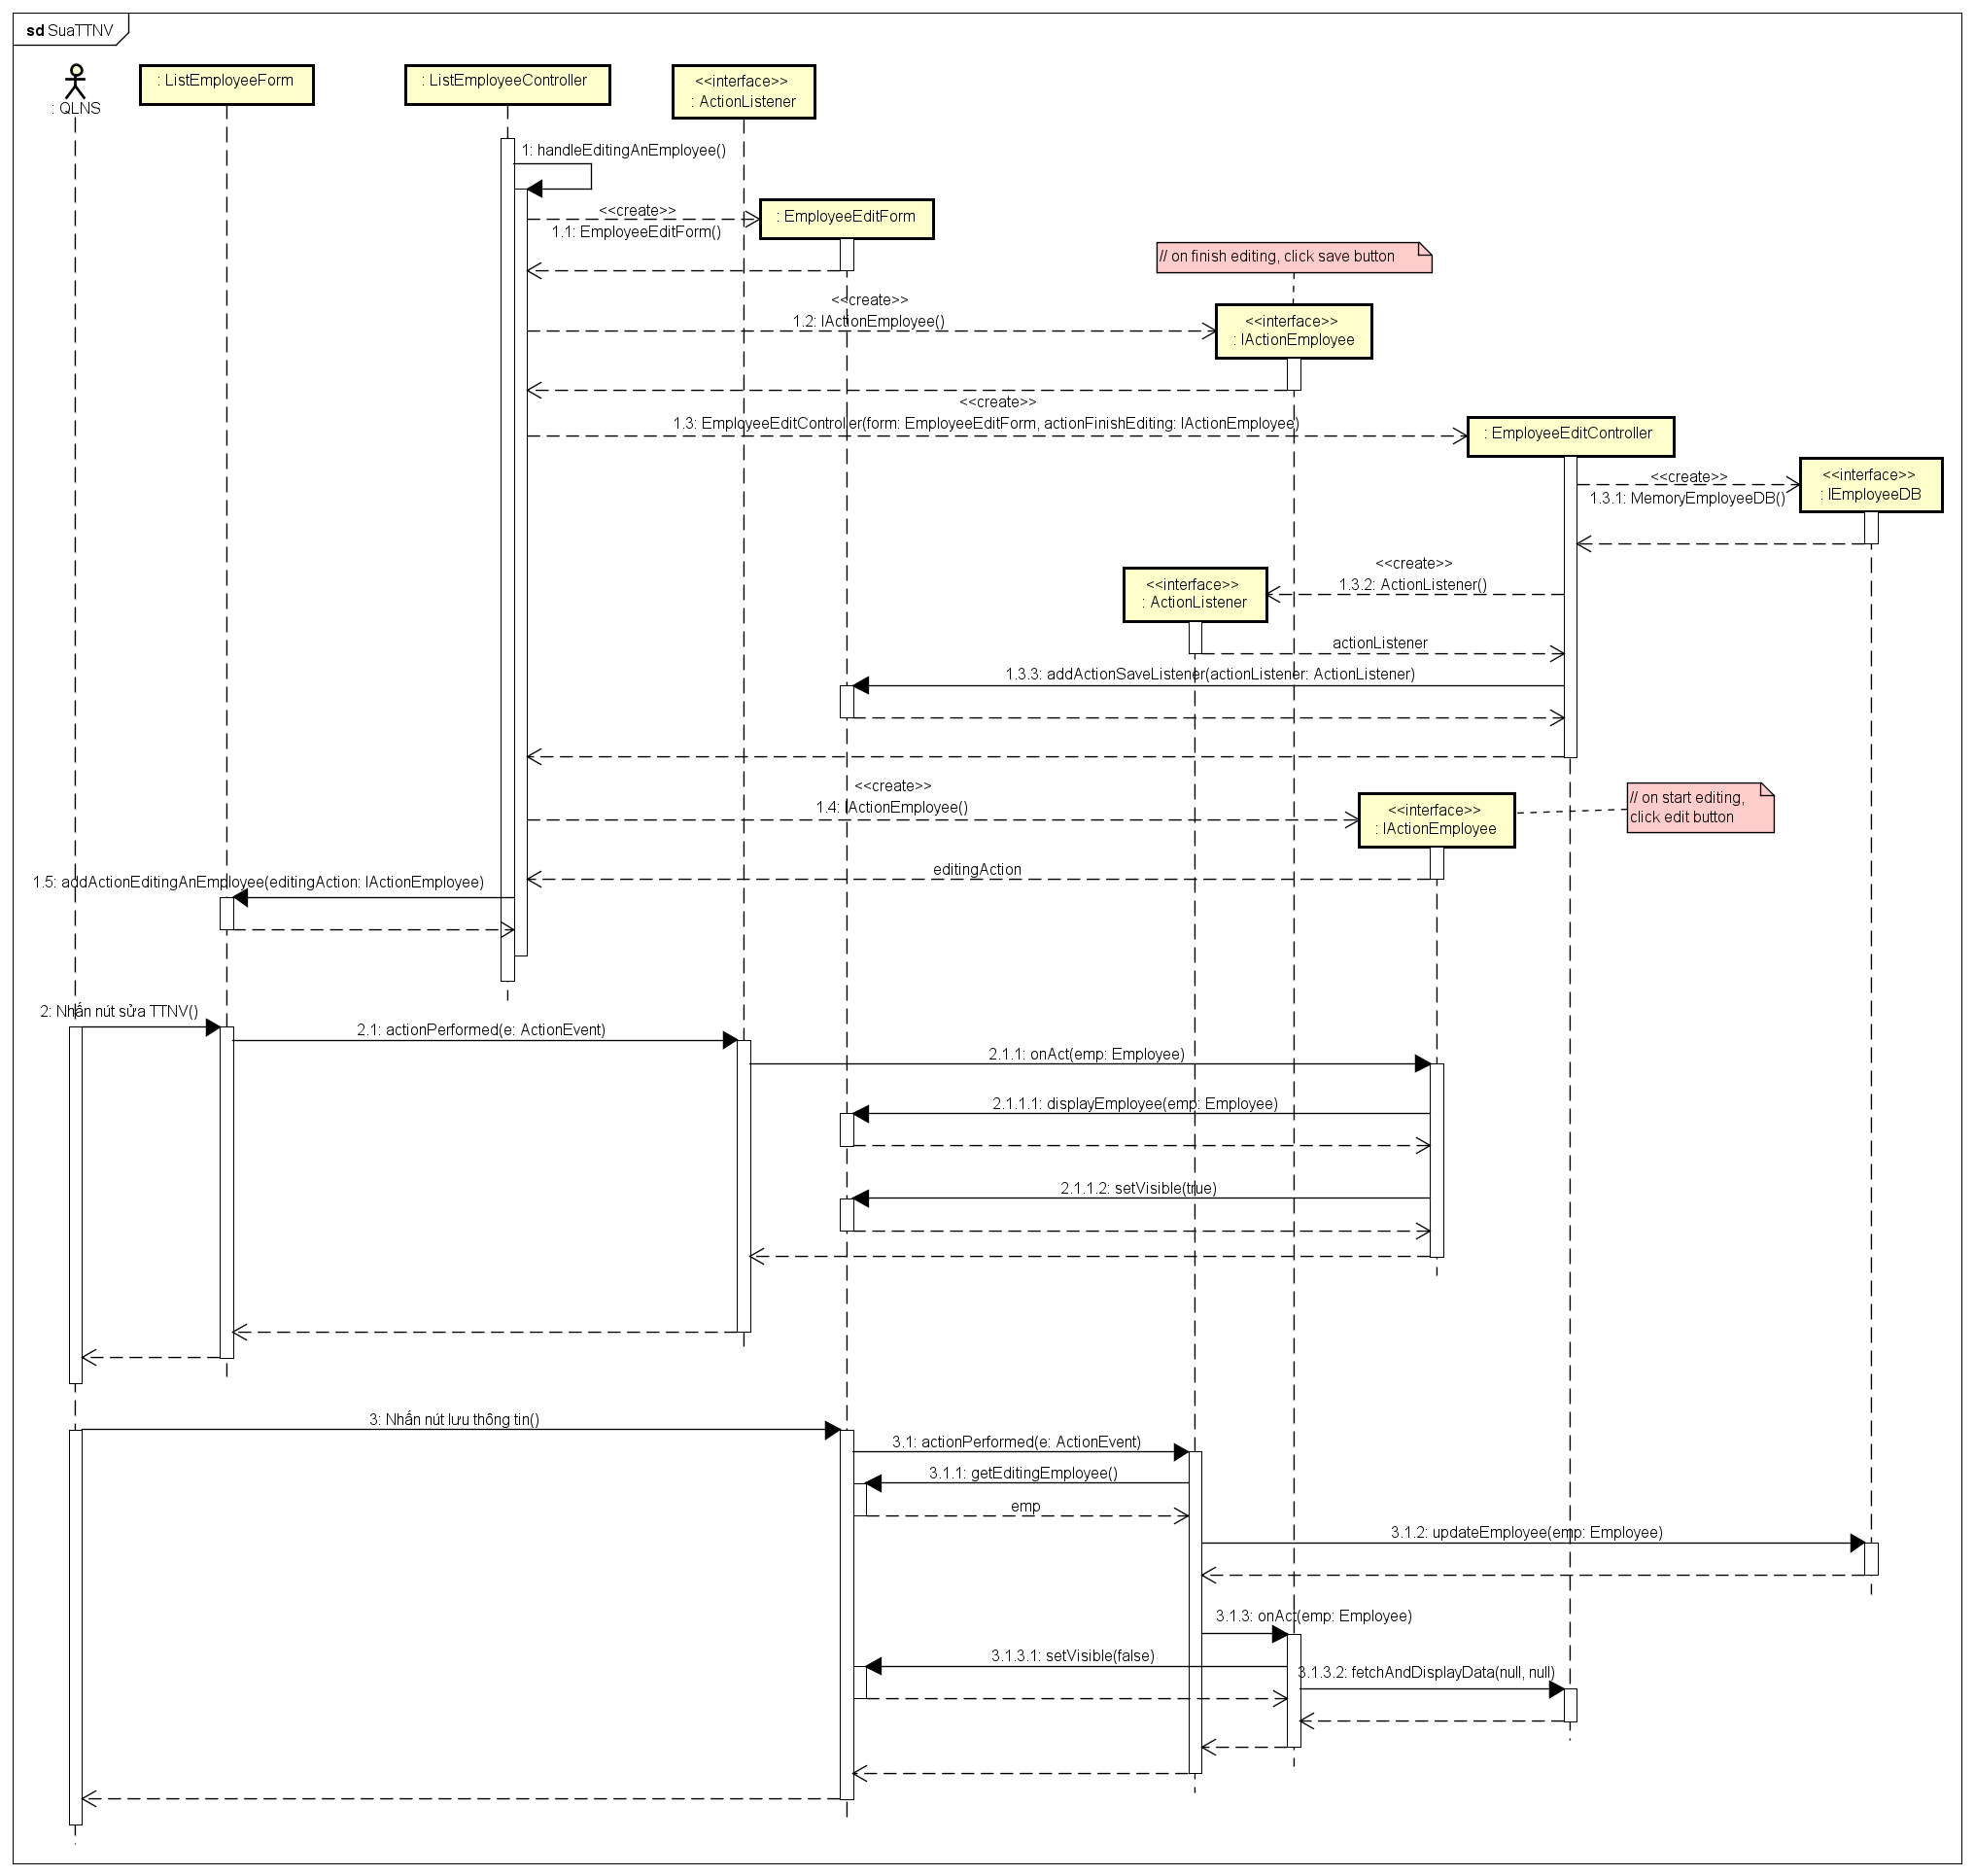 sd SuaTTNV
: QLNS
: ListEmployeeForm
: ListEmployeeController
<<interface>>
: ActionListener
1: handleEditingAnEmployee()
<<create>>
1.1: EmployeeEditForm()
: EmployeeEditForm
// on finish editing, click save button
<<create>>
1.2: IActionEmployee()
<<interface>>
: IActionEmployee
<<create>>
1.3: EmployeeEditController(form: EmployeeEditForm, actionFinishEditing: IActionEmployee)
: EmployeeEditController
<<create>>
1.3.1: MemoryEmployeeDB()
<<interface>>
: IEmployeeDB
<<create>>
1.3.2: ActionListener()
<<interface>>
: ActionListener
actionListener
1.3.3: addActionSaveListener(actionListener: ActionListener)
<<create>>
1.4: IActionEmployee()
<<interface>>
: IActionEmployee
// on start editing,
click edit button
editingAction
1.5: addActionEditingAnEmployee(editingAction: IActionEmployee)
2: Nhấn nút sửa TTNV()
2.1: actionPerformed(e: ActionEvent)
2.1.1: onAct(emp: Employee)
2.1.1.1: displayEmployee(emp: Employee)
2.1.1.2: setVisible(true)
3: Nhấn nút lưu thông tin()
3.1: actionPerformed(e: ActionEvent)
3.1.1: getEditingEmployee()
emp
3.1.2: updateEmployee(emp: Employee)
3.1.3: onAct(emp: Employee)
3.1.3.1: setVisible(false)
3.1.3.2: fetchAndDisplayData(null, null)